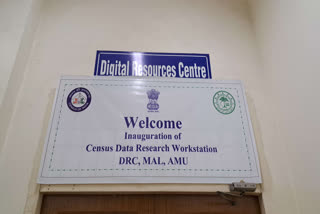 Digital Resources Centre
Welcome
Inauguration of
Census Data Research Workstation
DRC, MAL, AMU